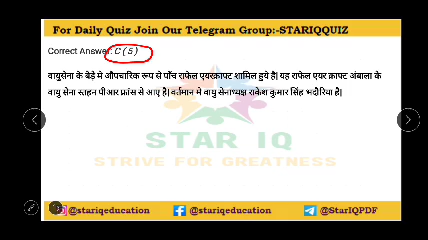 For Daily Quiz Join Our Telegram Group:-STARIQQUIZ
Correct Answer: C(5)
वायुसेना के बेड़े मे औपचारिक रूप से पाँच राफेल एयरक्राफ्ट शामिल हुये है| यह राफेल एयर क्राफ्ट अंबाला के
वायु सेना स्तहन पीआर फ्रांस से आए है| वर्तमान मे वायु सेनाध्यक्ष राकेश कुमार सिंह भदौरिया है|
STAR IQ
STRIVE FOR GREATNESS
@stariqeducation @stariqeducation @StarIQPDF